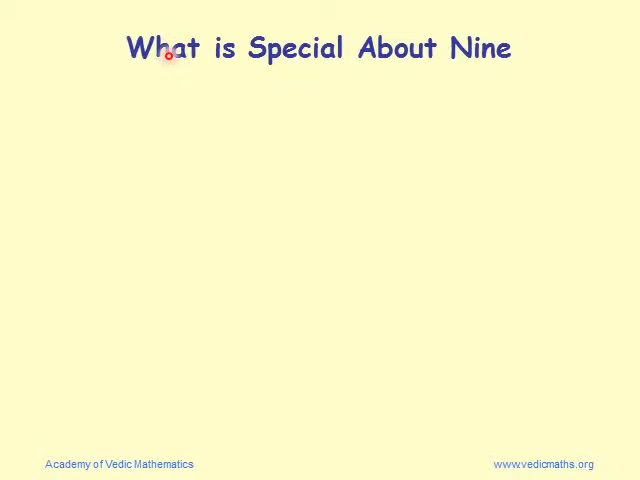 What is Special About Nine
Academy of Vedic Mathematics
www.vedicmaths.org